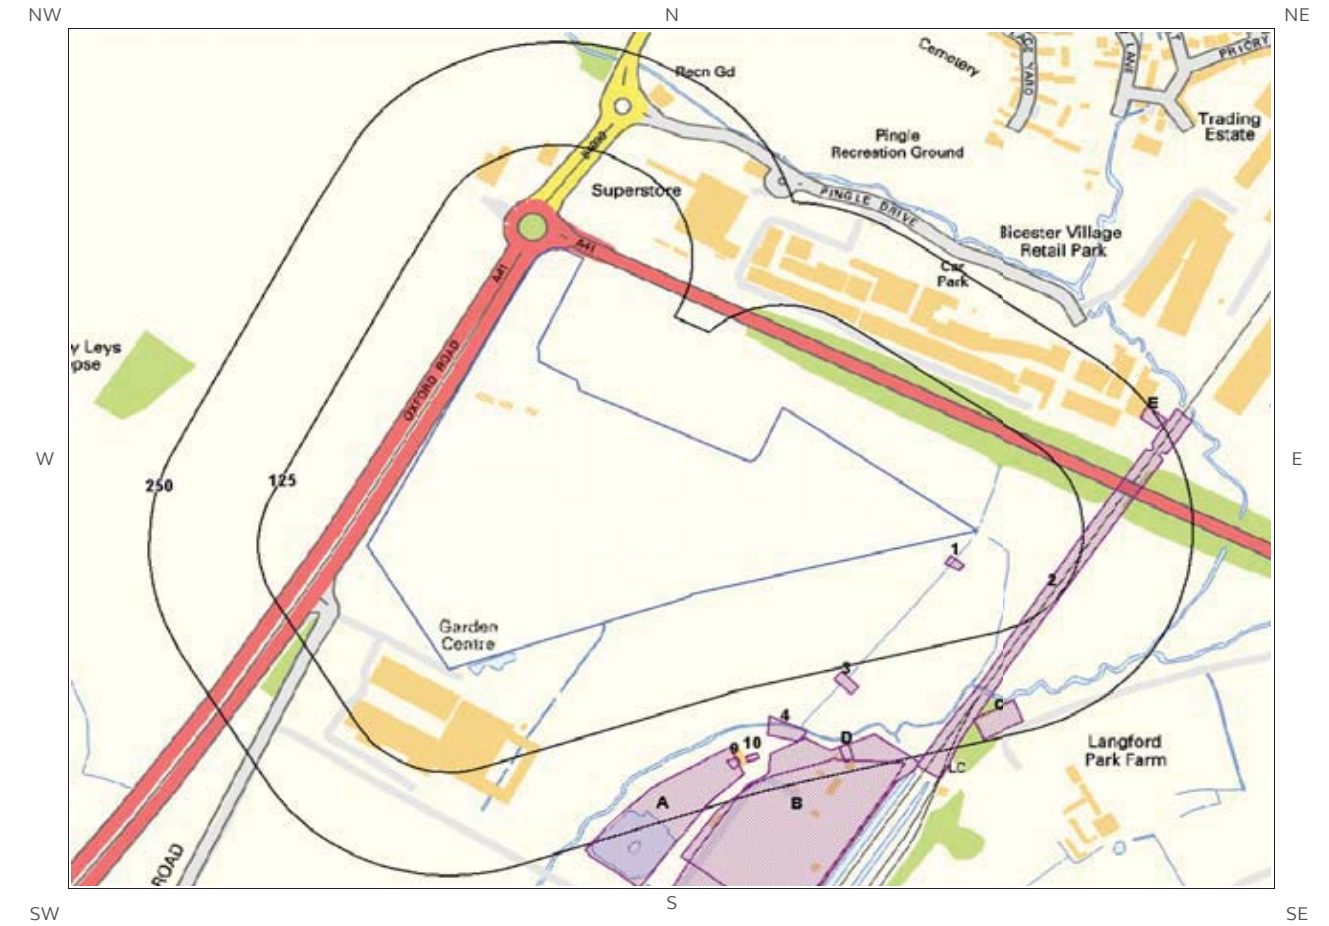 NW
N
NE
Cemetery
YARD
LANE
PRIORY
Recn Gd
Trading
Estate
Pingle
Recreation Ground
Superstore
PINGLE DRIVE
Bicester Village
Retail Park
A41
A41
Car
Park
y Leys
pse
OXFORD ROAD
E
W
250
125
E
1
2
Garden
Centre
3
4
C
9
10
D
Langford
Park Farm
LC
A
B
ROAD
SW
S
SE